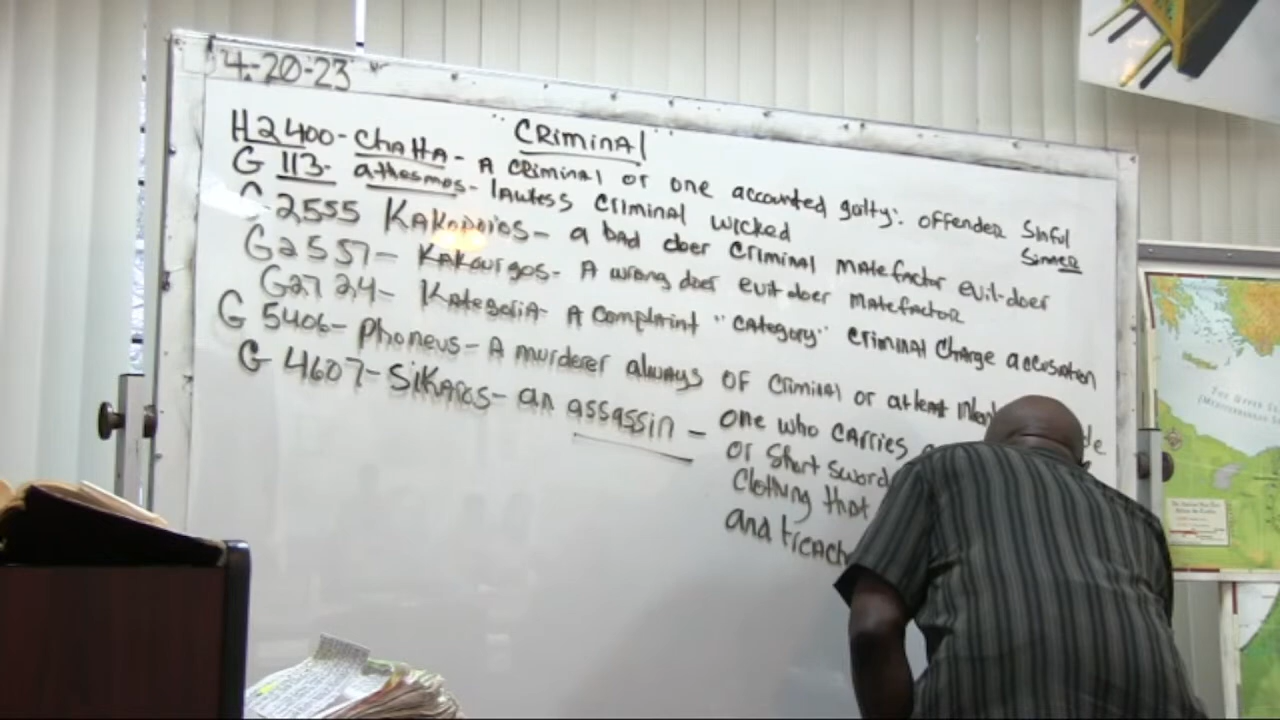 4-20-23
"Criminal"
H2400- Chatta- A criminal or one accounted guilty: offender Sinful
Sinner
G 113- athesmos- lawless criminal wicked
G 2555 Kakopoios- a bad doer criminal malefactor evil-doer
G2557- Kakourgos- A wrong doer evil doer malefactor
G2724- Kategoria- A complaint "category" criminal charge accusation
G 5406- Phoneus- A murderer always of criminal or at least
G 4607- Sikarios- an assassin - one who carries
or short sword
clothing that
and